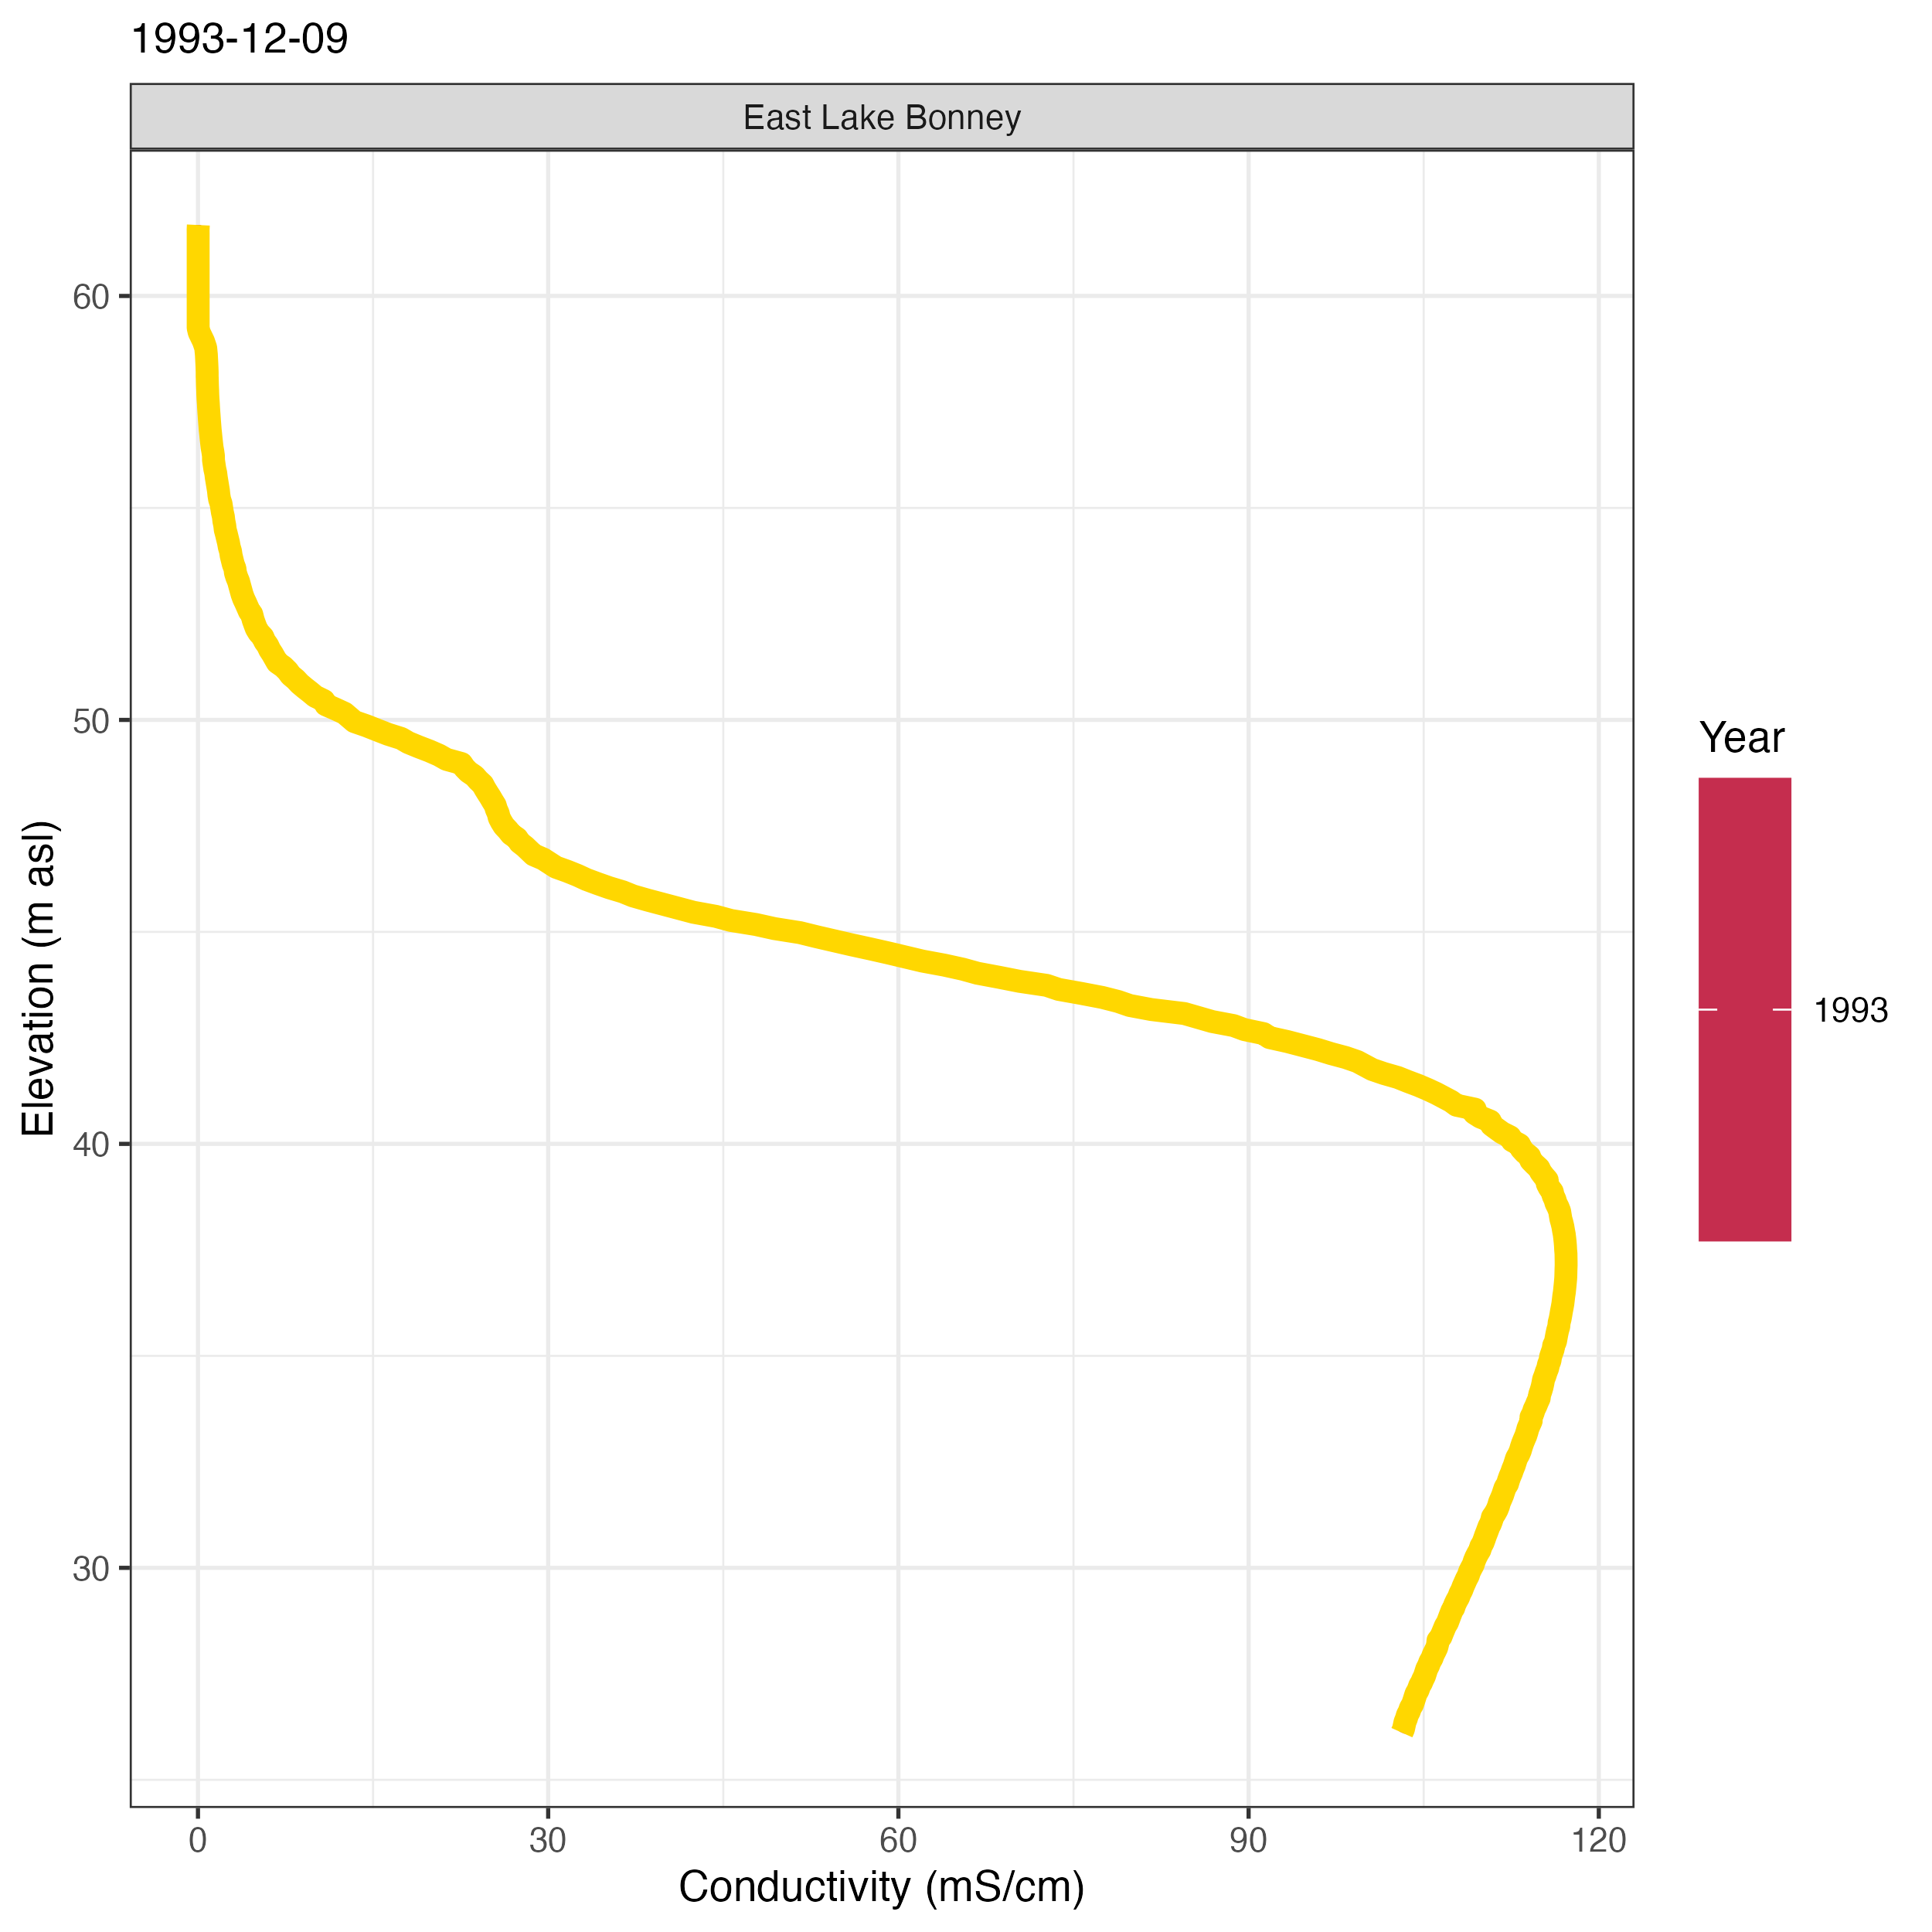 1993-12-09
East Lake Bonney
60
50
40
30
Elevation (m asl)
0 30 60 90 120
Conductivity (mS/cm)
Year
1993